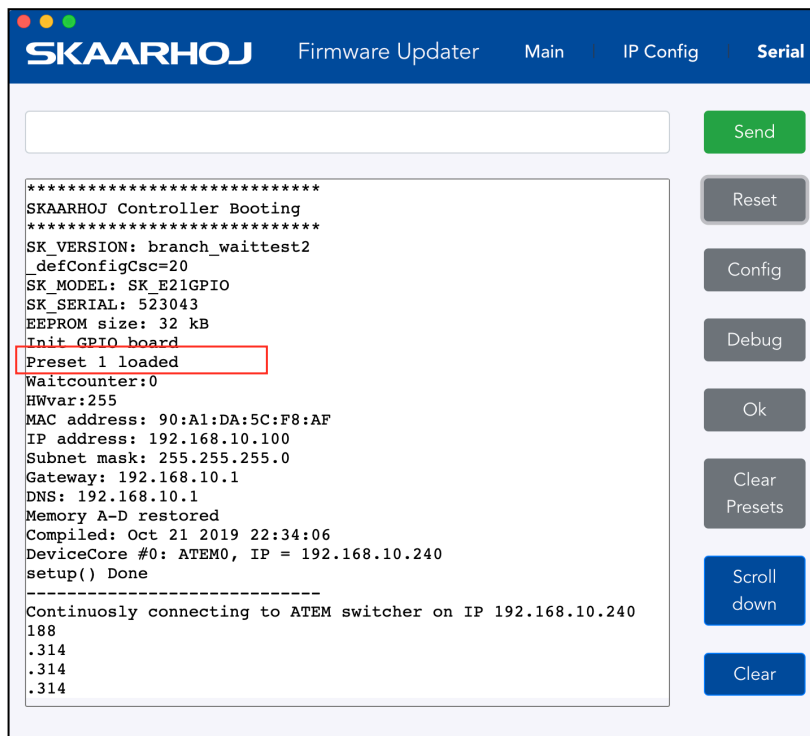 SKAARHOJ Firmware Updater Main IP Config Serial
Send
Reset
Config
Debug
Ok
Clear
Presets
Scroll
down
Clear
*****************************
SKAARHOJ Controller Booting
*****************************
SK_VERSION: branch_waittest2
_defConfigCsc=20
SK_MODEL: SK_E21GPIO
SK_SERIAL: 523043
EEPROM size: 32 kB
Init GPIO board
Preset 1 loaded
Waitcounter:0
HWvar:255
MAC address: 90:A1:DA:5C:F8:AF
IP address: 192.168.10.100
Subnet mask: 255.255.255.0
Gateway: 192.168.10.1
DNS: 192.168.10.1
Memory A-D restored
Compiled: Oct 21 2019 22:34:06
DeviceCore #0: ATEM0, IP = 192.168.10.240
setup() Done
-----------------------------
Continuosly connecting to ATEM switcher on IP 192.168.10.240
188
.314
.314
.314